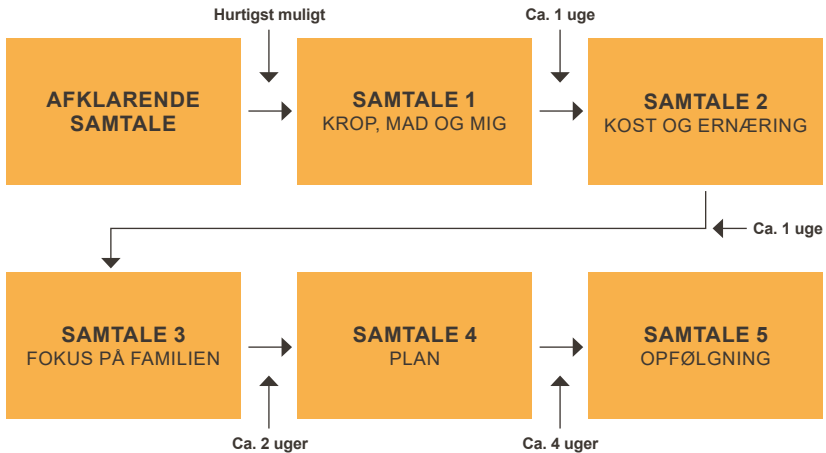 Hurtigst muligt
Ca. 1 uge
AFKLARENDE
SAMTALE
SAMTALE 1
KROP, MAD OG MIG
SAMTALE 2
KOST OG ERNÆRING
Ca. 1 uge
SAMTALE 3
FOKUS PÅ FAMILIEN
SAMTALE 4
PLAN
SAMTALE 5
OPFØLGNING
Ca. 2 uger
Ca. 4 uger